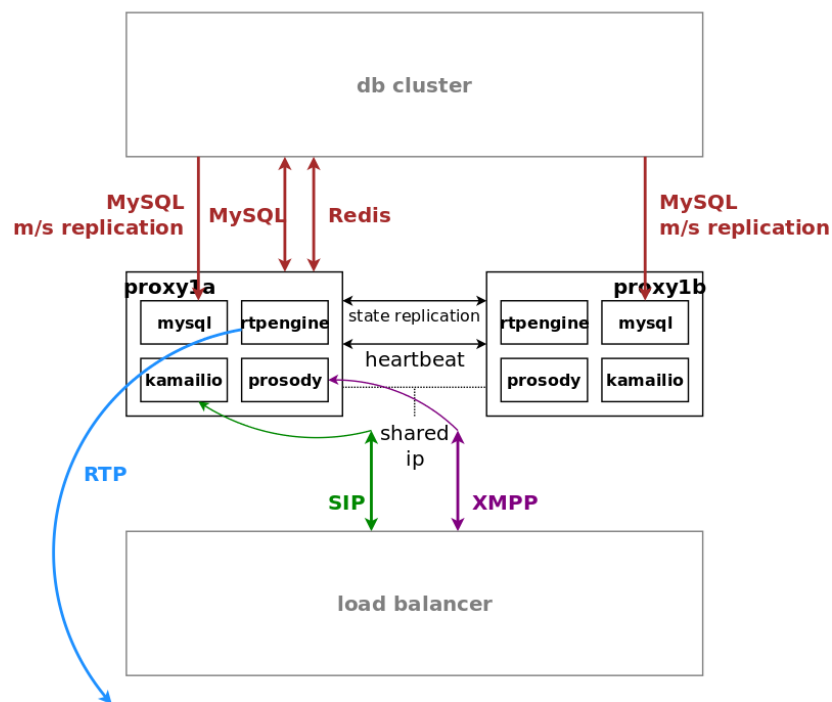 db cluster
MySQL
m/s replication
MySQL
Redis
MySQL
m/s replication
proxy1a
mysql
rtpengine
kamailio
prosody
state replication
heartbeat
shared
ip
proxy1b
rtpengine
mysql
prosody
kamailio
RTP
SIP
XMPP
load balancer